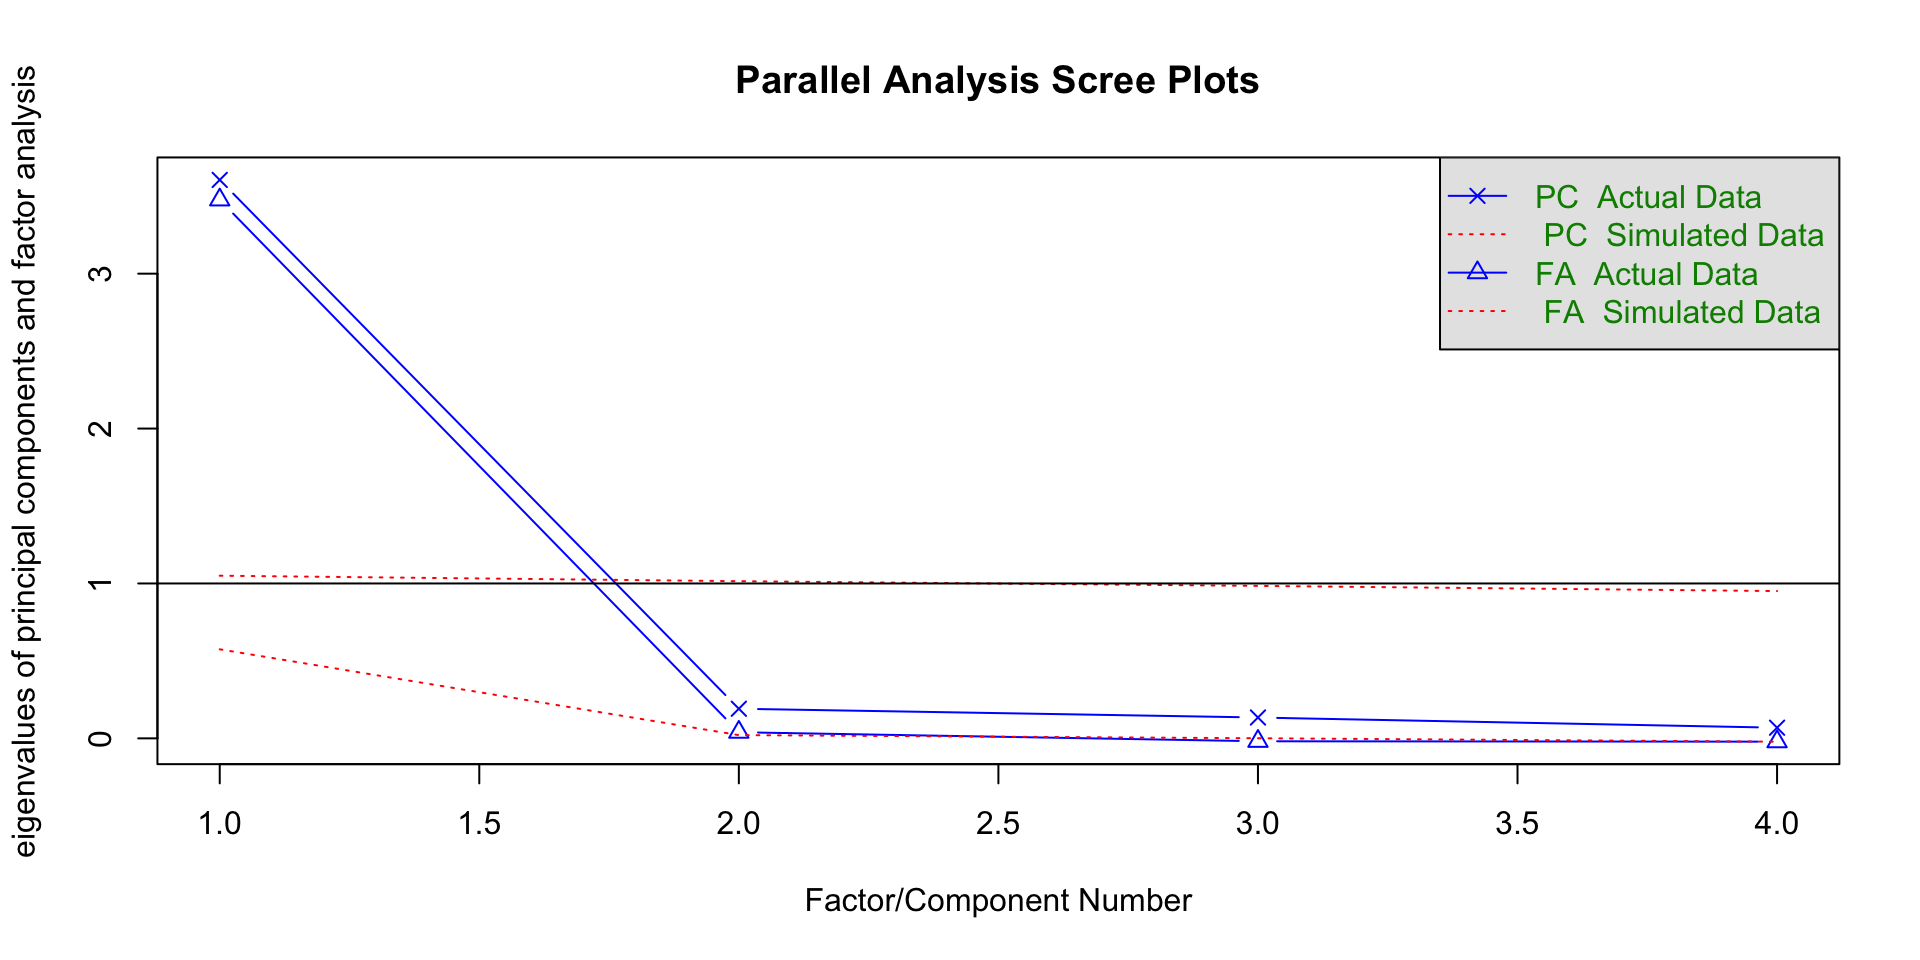 Parallel Analysis Scree Plots
eigenvalues of principal components and factor analysis
3
2
1
0
PC  Actual Data
PC  Simulated Data
FA  Actual Data
FA  Simulated Data
1.0 1.5 2.0 2.5 3.0 3.5 4.0
Factor/Component Number